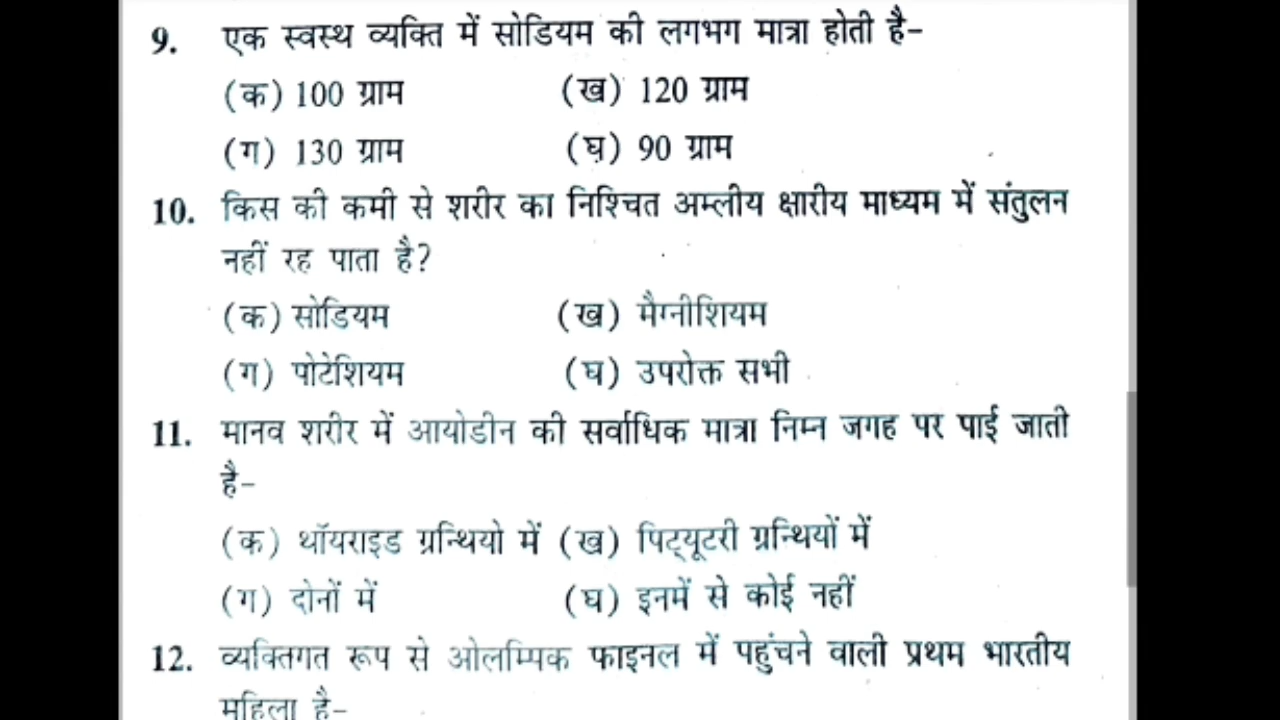 9. एक स्वस्थ व्यक्ति में सोडियम की लगभग मात्रा होती है-
(क) 100 ग्राम (ख) 120 ग्राम
(ग) 130 ग्राम (घ) 90 ग्राम
10. किस की कमी से शरीर का निश्चित अम्लीय क्षारीय माध्यम में संतुलन
नहीं रह पाता है?
(क) सोडियम (ख) मैग्नीशियम
(ग) पोटेशियम (घ) उपरोक्त सभी
11. मानव शरीर में आयोडीन की सर्वाधिक मात्रा निम्न जगह पर पाई जाती
है-
(क) थॉयराइड ग्रन्थियो में (ख) पिट्यूटरी ग्रन्थियों में
(ग) दोनों में (घ) इनमें से कोई नहीं
12. व्यक्तिगत रूप से ओलम्पिक फाइनल में पहुंचने वाली प्रथम भारतीय
महिला है-